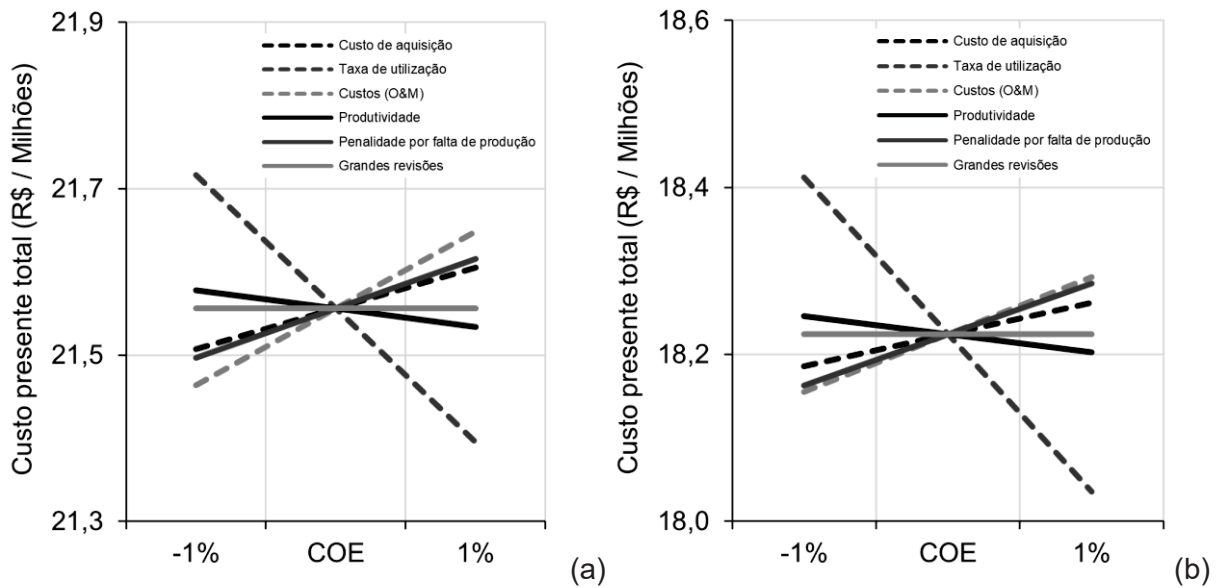 Custo presente total (R$ / Milhões)
21,9
21,7
21,5
21,3
Custo de aquisição
Taxa de utilização
Custos (O&M)
Produtividade
Penalidade por falta de produção
Grandes revisões
-1% COE 1%
(a)
Custo presente total (R$ / Milhões)
18,6
18,4
18,2
18,0
Custo de aquisição
Taxa de utilização
Custos (O&M)
Produtividade
Penalidade por falta de produção
Grandes revisões
-1% COE 1%
(b)